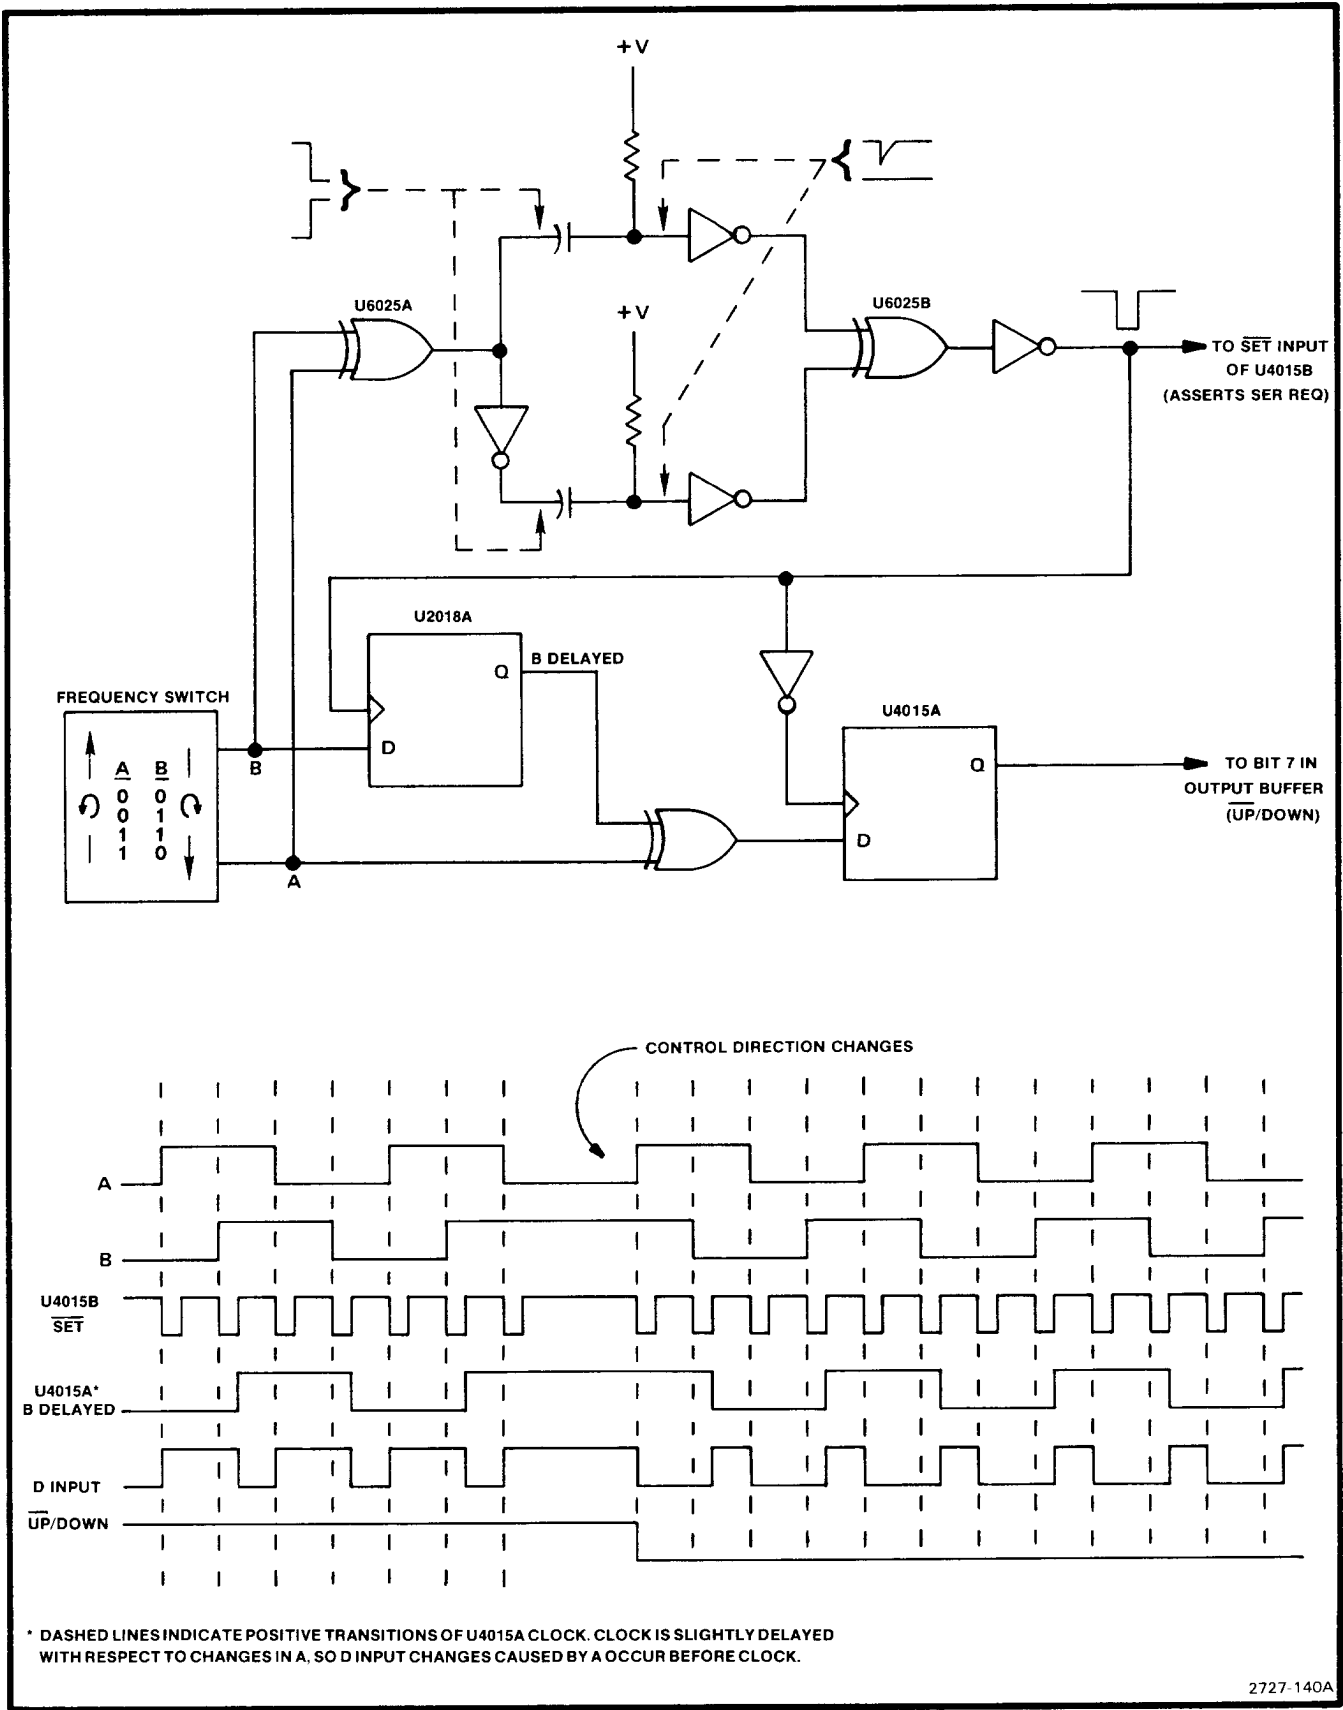 +V
U6025A
+V
U6025B
TO SET INPUT
OF U4015B
(ASSERTS SER REQ)
U2018A
Q
B DELAYED
D
FREQUENCY SWITCH
A B
0 0
0 1
1 1
1 0
B
A
U4015A
Q
D
TO BIT 7 IN
OUTPUT BUFFER
(UP/DOWN)
CONTROL DIRECTION CHANGES
A
B
U4015B
SET
U4015A*
B DELAYED
D INPUT
UP/DOWN
* DASHED LINES INDICATE POSITIVE TRANSITIONS OF U4015A CLOCK. CLOCK IS SLIGHTLY DELAYED
WITH RESPECT TO CHANGES IN A, SO D INPUT CHANGES CAUSED BY A OCCUR BEFORE CLOCK.
2727-140A